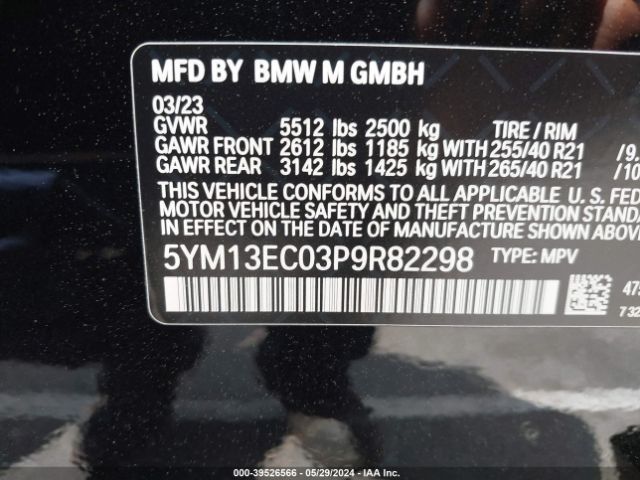 MFD BY BMW M GMBH
03/23
GVWR 5512 lbs 2500 kg TIRE / RIM
GAWR FRONT 2612 lbs 1185 kg WITH 255/40 R21 /9.
GAWR REAR 3142 lbs 1425 kg WITH 265/40 R21 /10
THIS VEHICLE CONFORMS TO ALL APPLICABLE U. S. FED
MOTOR VEHICLE SAFETY AND THEFT PREVENTION STANDA
IN EFFECT ON THE DATE OF MANUFACTURE SHOWN ABOVE
5YM13EC03P9R82298 TYPE: MPV
475
7 32
000-39526566 • 05/29/2024 • IAA Inc.